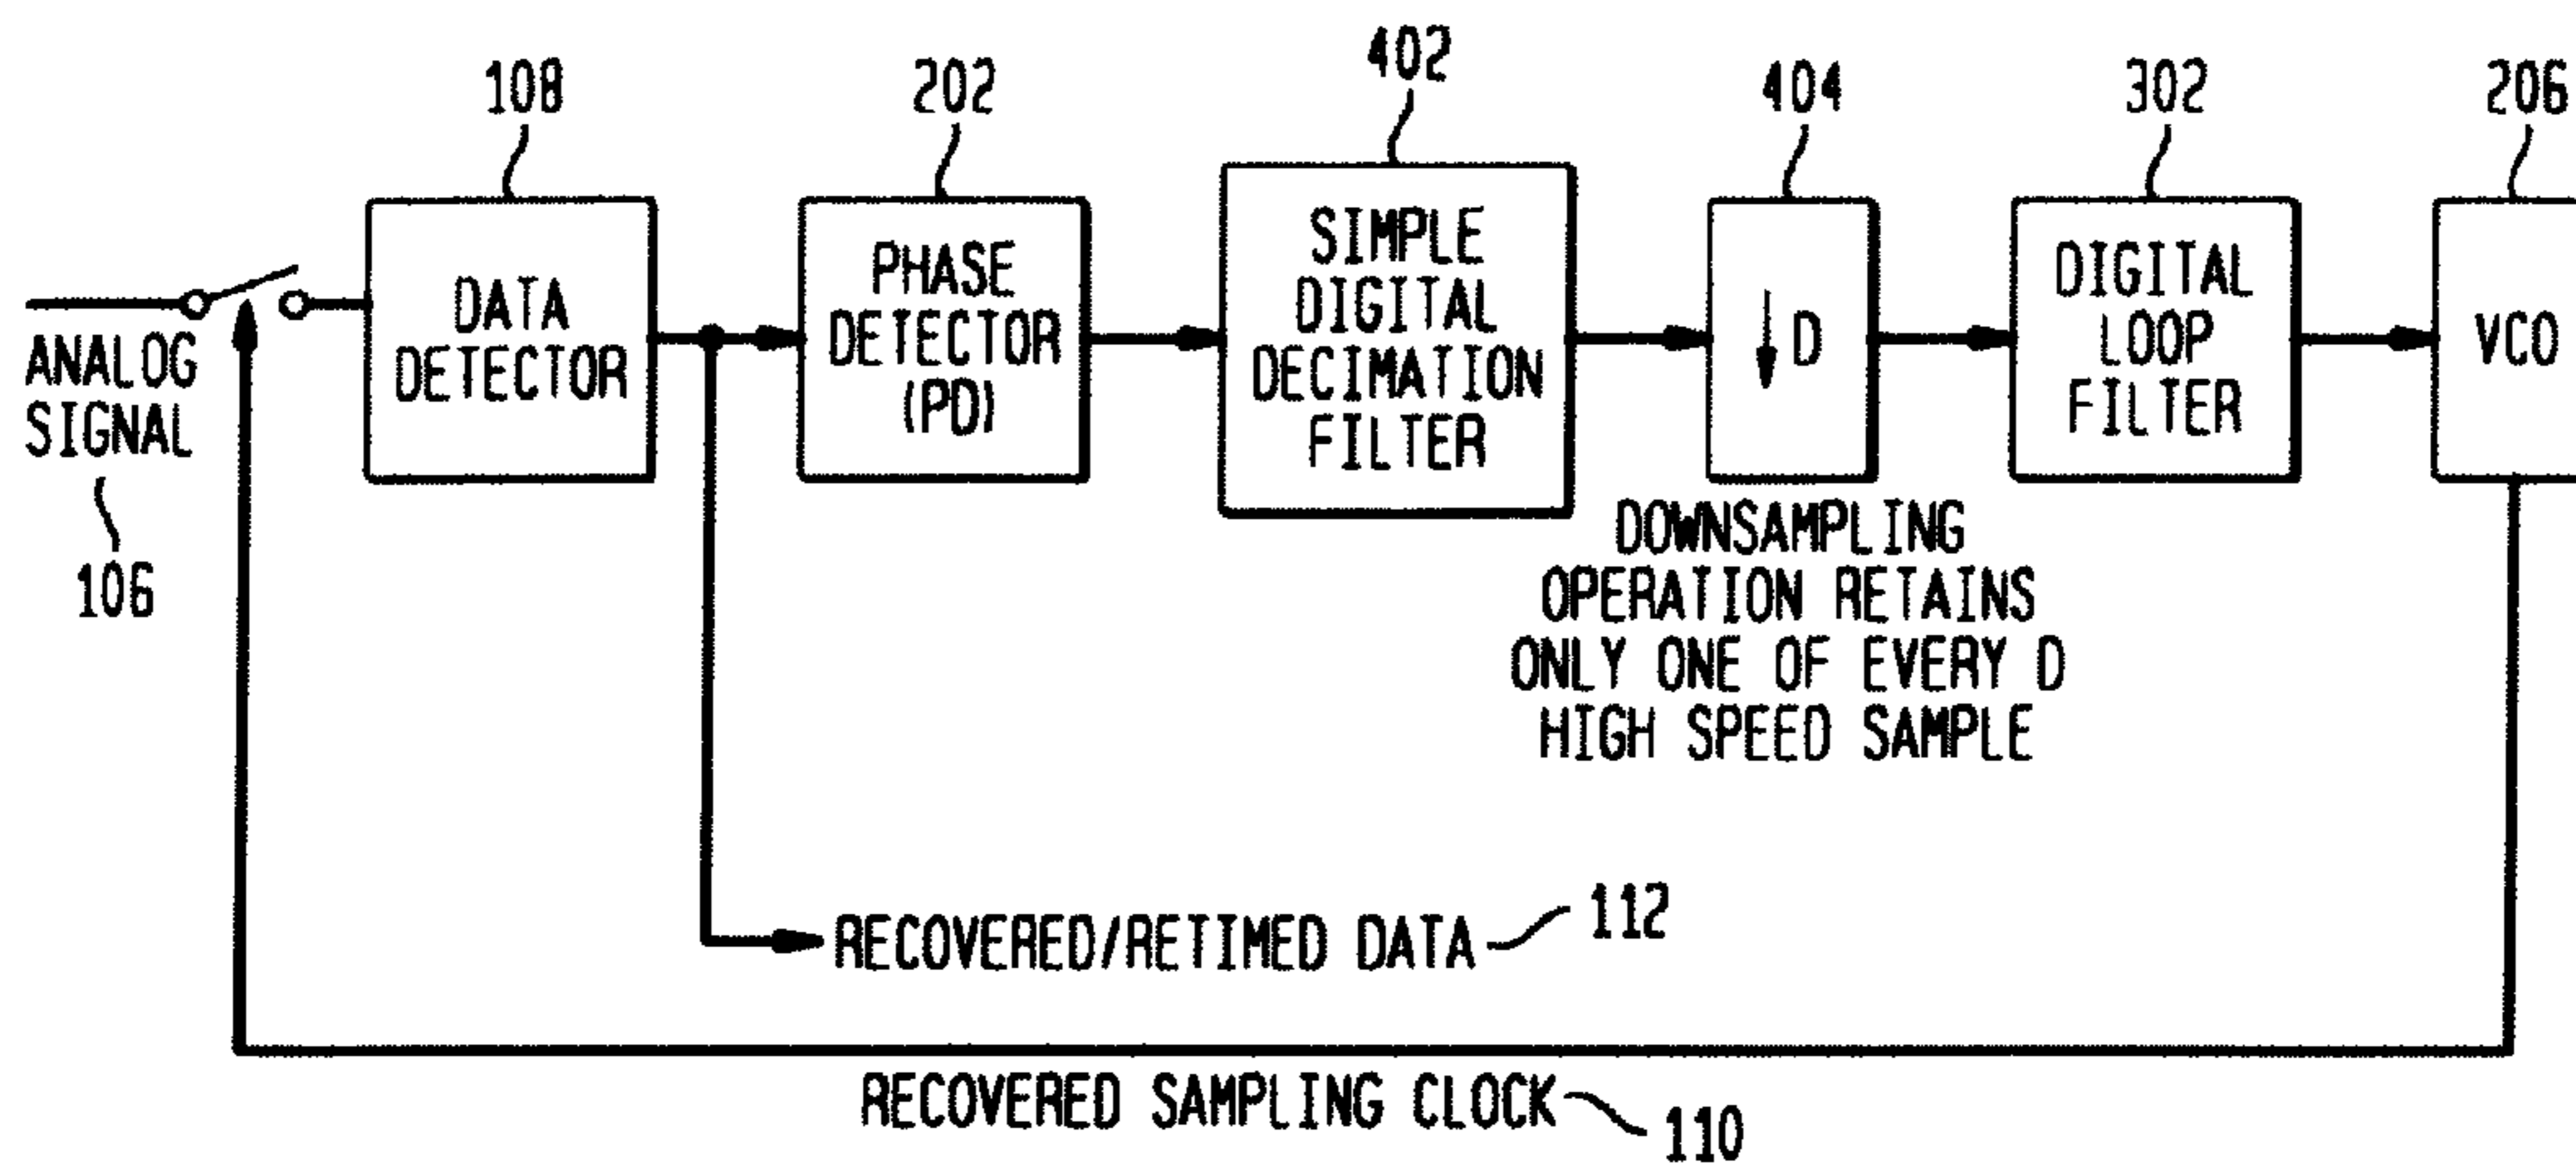 108
202
402
404
302
206
ANALOG
SIGNAL
106
DATA
DETECTOR
PHASE
DETECTOR
(PD)
SIMPLE
DIGITAL
DECIMATION
FILTER
↓ D
DIGITAL
LOOP
FILTER
VCO
DOWNSAMPLING
OPERATION RETAINS
ONLY ONE OF EVERY D
HIGH SPEED SAMPLE
RECOVERED/RETIMED DATA
112
RECOVERED SAMPLING CLOCK
110